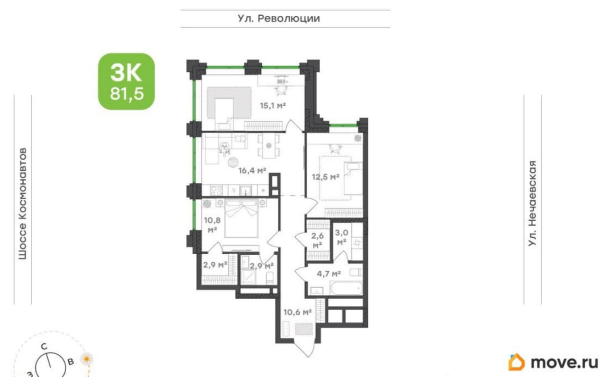 Ул. Революции
3К
81,5
15,1 м²
16,4 м²
12,5 м²
Шоссе Космонавтов
Ул. Нечаевская
10,8 м²
2,6 м²
3,0 м²
2,9 м²
2,9 м²
4,7 м²
10,6 м²
С
В
З
move.ru